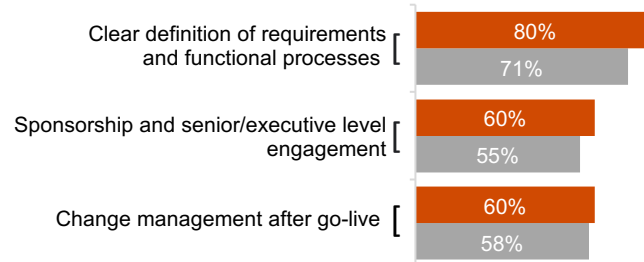 Clear definition of requirements
and functional processes
80%
71%
Sponsorship and senior/executive level
engagement
60%
55%
Change management after go-live
60%
58%